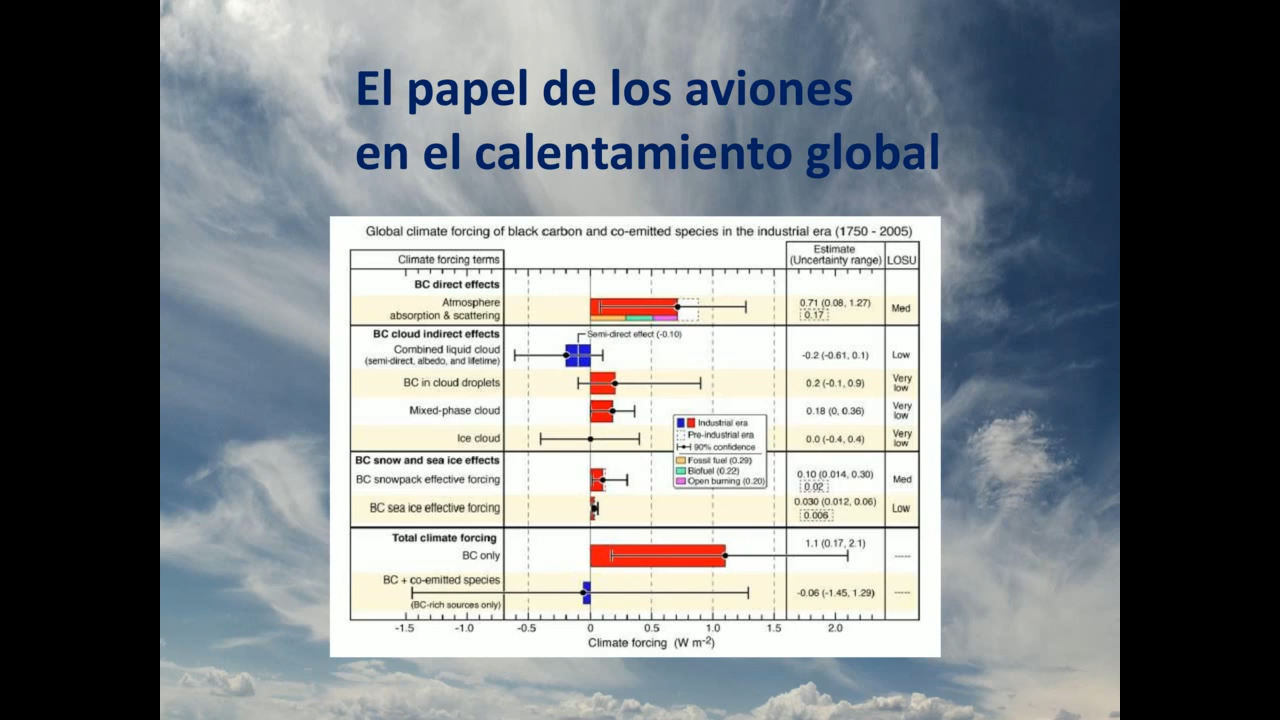 El papel de los aviones
en el calentamiento global
Global climate forcing of black carbon and co-emitted species in the industrial era (1750 - 2005)
Climate forcing terms
Estimate
(Uncertainty range)
LOSU
BC direct effects
Atmosphere
absorption & scattering
0.71 (0.08, 1.27)
0.17
Med
BC cloud indirect effects
Semi-direct effect (-0.10)
Combined liquid cloud
(semi-direct, albedo, and lifetime)
-0.2 (-0.61, 0.1)
Low
BC in cloud droplets
0.2 (-0.1, 0.9)
Very
low
Mixed-phase cloud
0.18 (0, 0.36)
Very
low
Ice cloud
0.0 (-0.4, 0.4)
Very
low
Industrial era
Pre-industrial era
90% confidence
Fossil fuel (0.29)
Biofuel (0.22)
Open burning (0.20)
BC snow and sea ice effects
BC snowpack effective forcing
0.10 (0.014, 0.30)
0.02
Med
BC sea ice effective forcing
0.030 (0.012, 0.06)
0.006
Low
Total climate forcing
BC only
1.1 (0.17, 2.1)
-----
BC + co-emitted species
(BC-rich sources only)
-0.06 (-1.45, 1.29)
-----
-1.5 -1.0 -0.5 0 0.5 1.0 1.5 2.0
Climate forcing (W m-2)